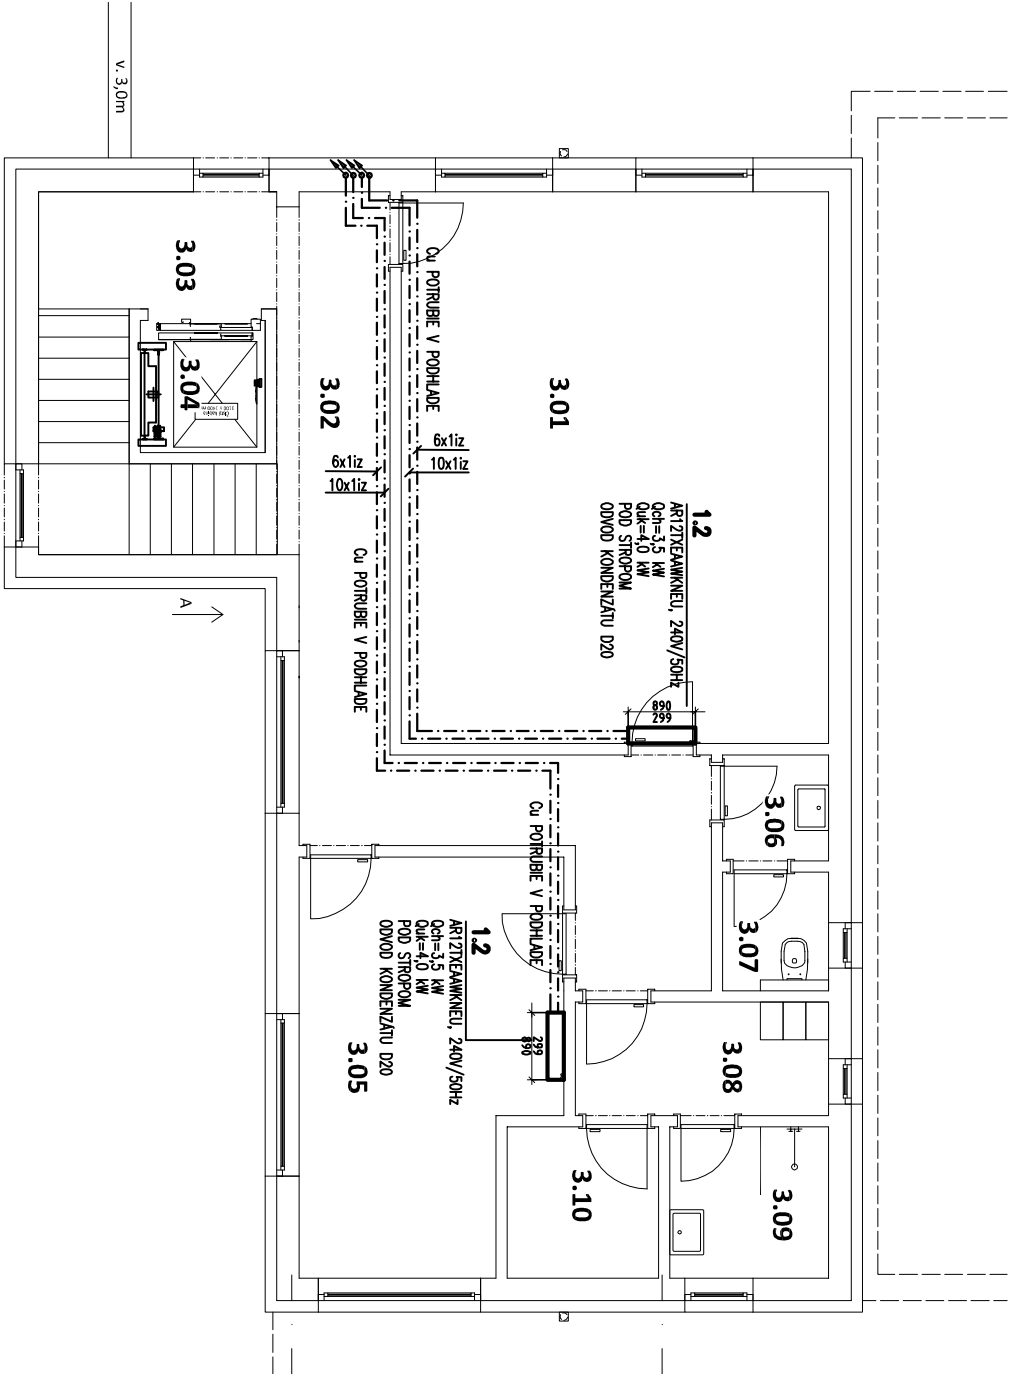 v. 3,0m
3.03
3.04
3.02
Cu POTRUBIE V PODHLADE
3.01
6x1iz
10x1iz
6x1iz
10x1iz
1.2
AR12TXEAAWKNEU, 240V/50Hz
Qch=3,5 kW
Quk=4,0 kW
POD STROPOM
ODVOD KONDENZÁTU D20
Cu POTRUBIE V PODHLADE
A
890
299
3.06
Cu POTRUBIE V PODHLADE
3.07
1.2
AR12TXEAAWKNEU, 240V/50Hz
Qch=3,5 kW
Quk=4,0 kW
POD STROPOM
ODVOD KONDENZÁTU D20
299
890
3.05
3.08
3.10
3.09